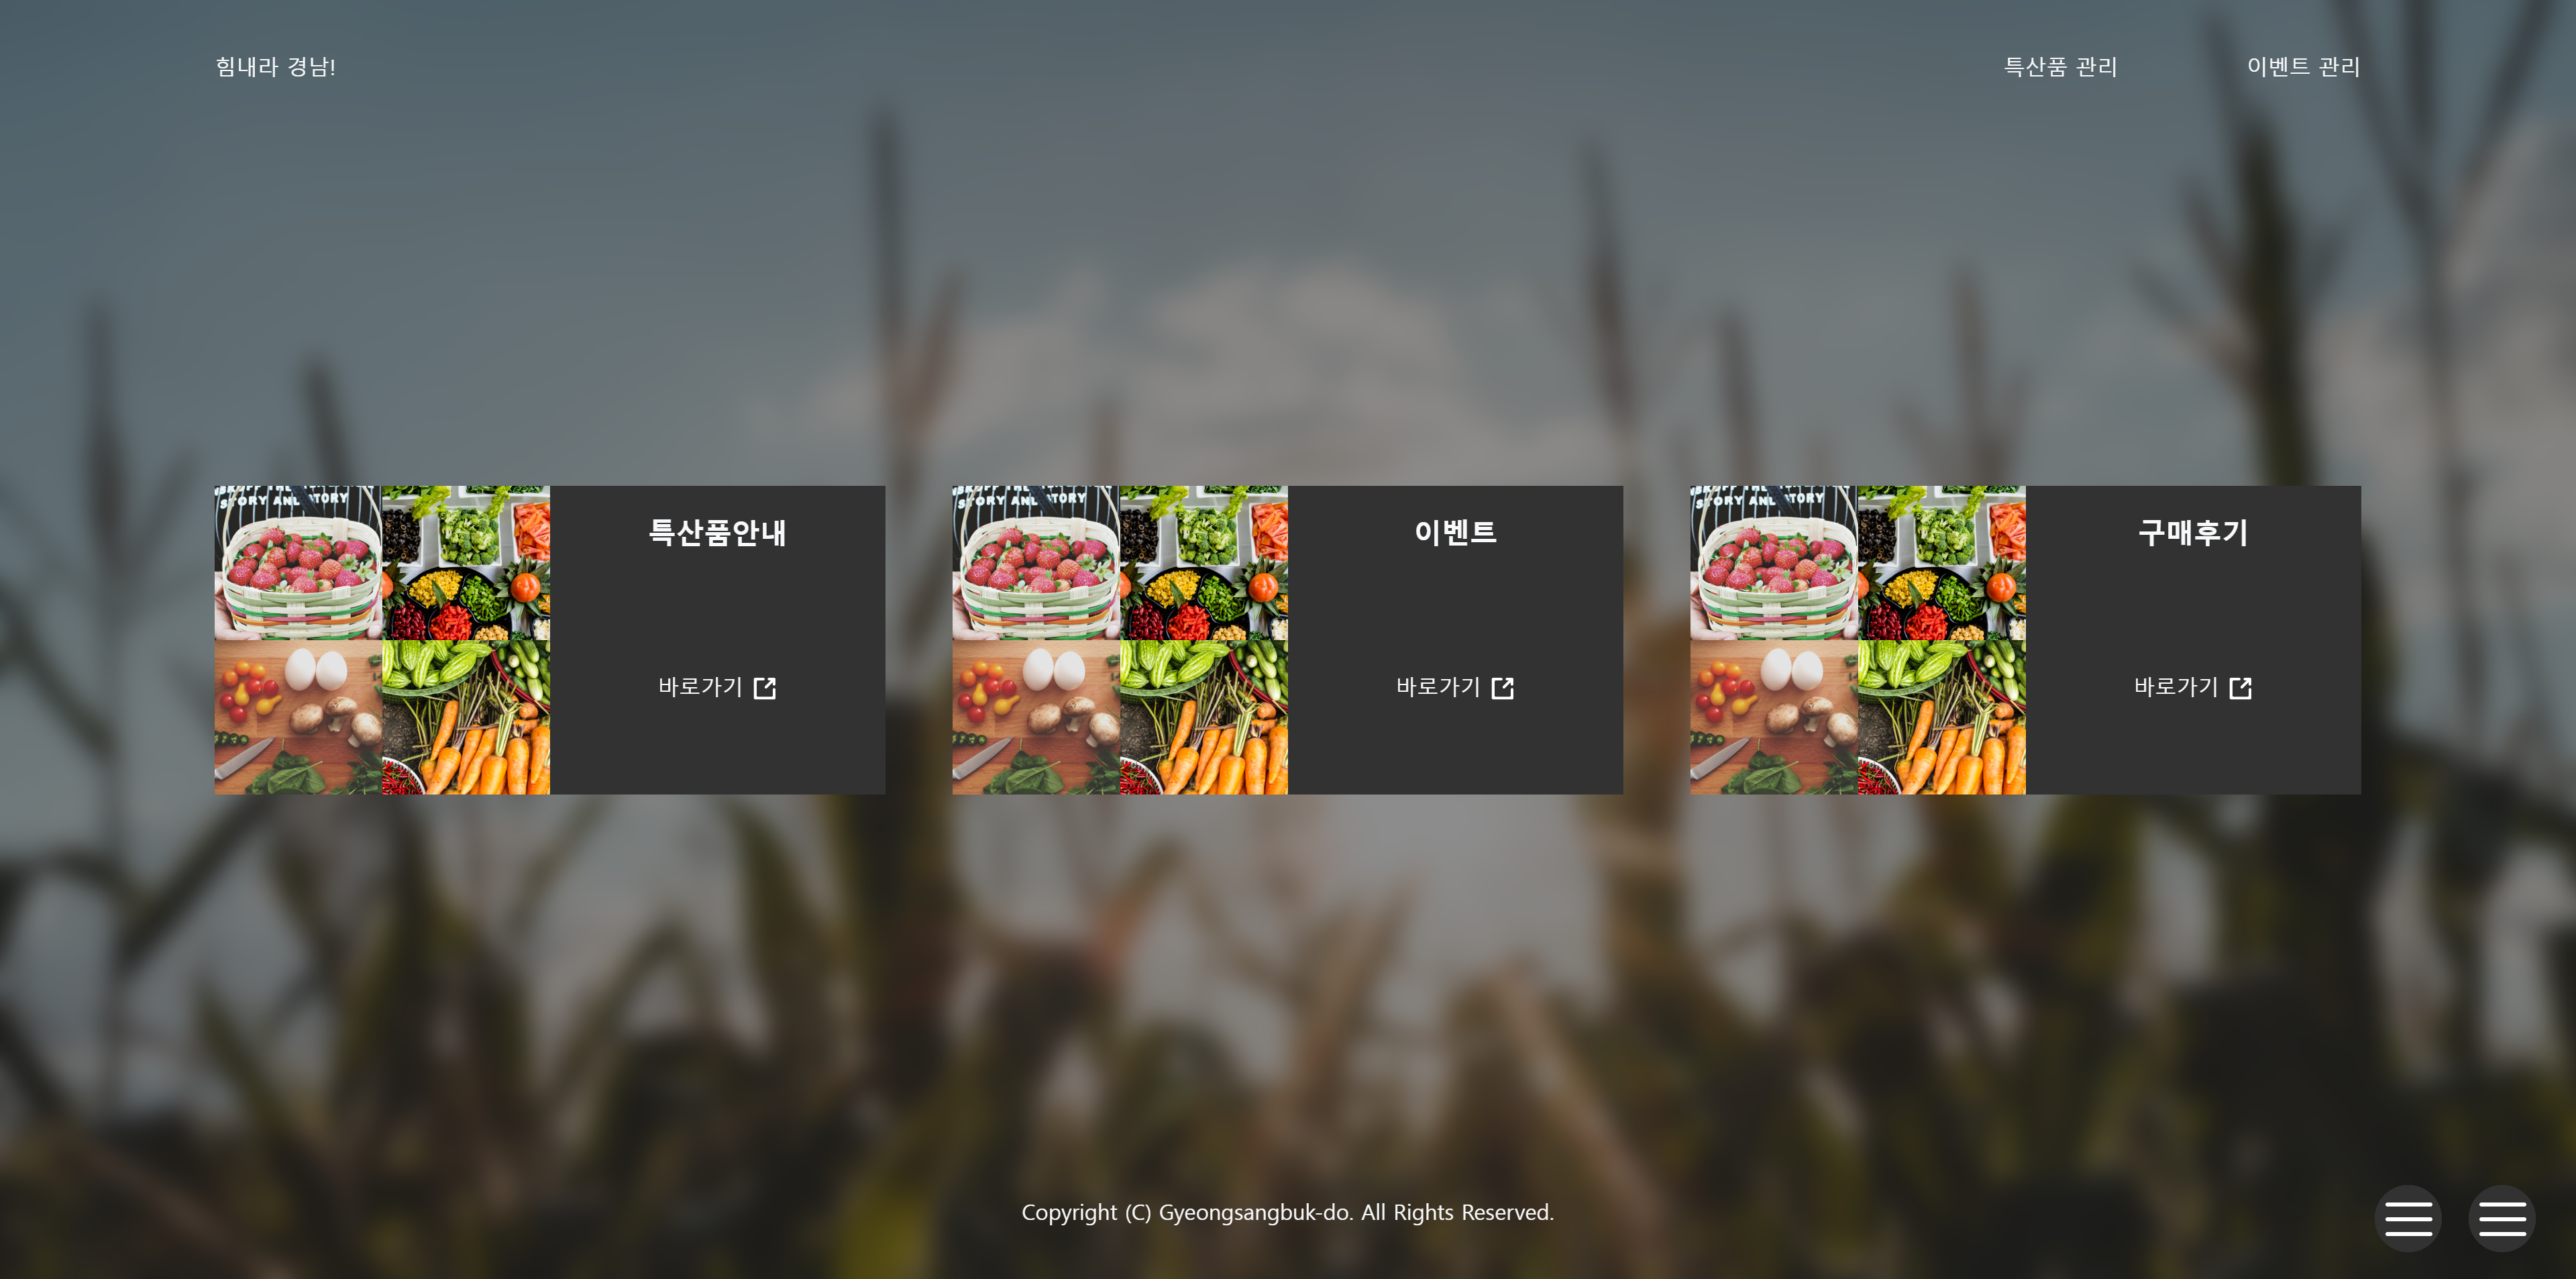 힘내라 경남!
특산품 관리
이벤트 관리
STORY AND STORY
특산품안내
바로가기
STORY AND STORY
이벤트
바로가기
STORY AND STORY
구매후기
바로가기
Copyright (C) Gyeongsangbuk-do. All Rights Reserved.